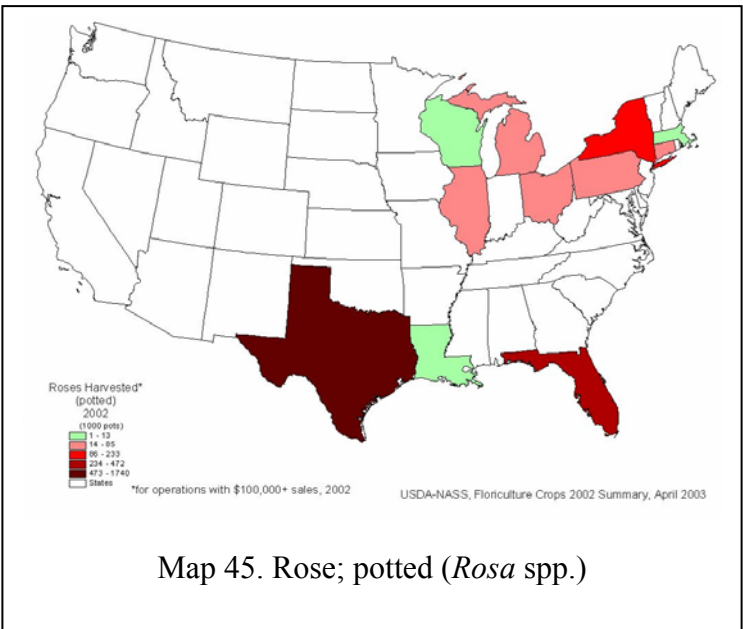 Roses Harvested*
(potted)
2002
(1000 pots)
1 - 13
14 - 85
86 - 233
234 - 472
473 - 1740
States
*for operations with $100,000+ sales, 2002
USDA-NASS, Floriculture Crops 2002 Summary, April 2003
Map 45. Rose; potted (Rosa spp.)